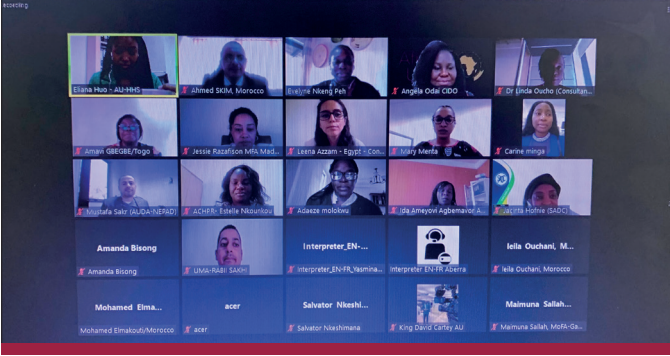 Recording
Eliana Huo - AU-HHS
Ahmed SKIM, Morocco
Evelyne Nkeng Peh
Angela Odai CIDO
Dr Linda Oucho (Consultan...
Amavi GBEGBE/Togo
Jessie Razafison MFA Mad...
Leena Azzam - Egypt - Con...
Mary Menta
Carine minga
Mustafa Sakr (AUDA-NEPAD)
ACHPR- Estelle Nkounkou
Adaeze molokwu
Ida Ameyovi Agbemavor A...
Jacinta Hofnie (SADC)
Amanda Bisong
Interpreter_EN-...
leila Ouchani, M...
Amanda Bisong
UMA-RABII SAKHI
Interpreter_EN-FR_Yasmina...
Interpreter EN-FR Aberra
leila Ouchani, Morocco
Mohamed Elma...
acer
Salvator Nkeshi...
Maimuna Sallah...
Mohamed Elmakouti/Morocco
acer
Salvator Nkeshimana
King David Cartey AU
Maimuna Sallah, MoFA-Ga...